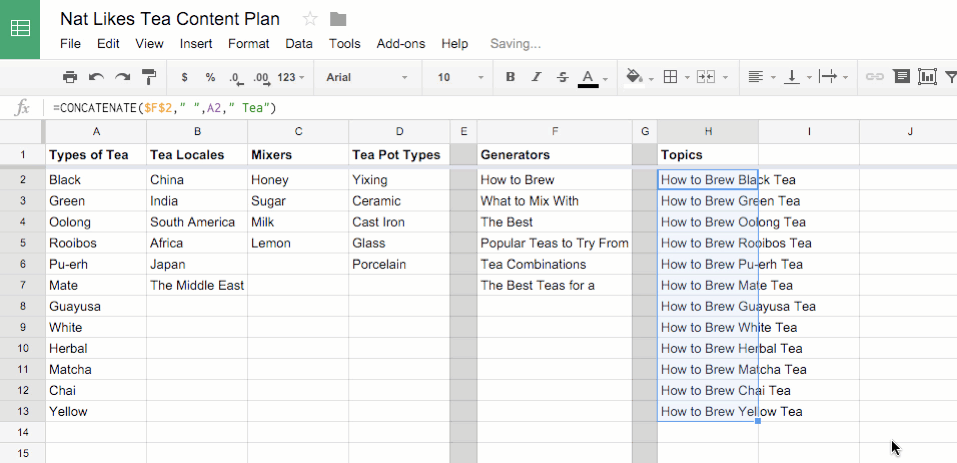 Nat Likes Tea Content Plan
File Edit View Insert Format Data Tools Add-ons Help Saving...
$ % .0 .00 123 Arial 10 B I S A
fx =CONCATENATE($F$2," ",A2," Tea")
A B C D E F G H I J
1 Types of Tea Tea Locales Mixers Tea Pot Types Generators Topics
2 Black China Honey Yixing How to Brew How to Brew Black Tea
3 Green India Sugar Ceramic What to Mix With How to Brew Green Tea
4 Oolong South America Milk Cast Iron The Best How to Brew Oolong Tea
5 Rooibos Africa Lemon Glass Popular Teas to Try From How to Brew Rooibos Tea
6 Pu-erh Japan Porcelain Tea Combinations How to Brew Pu-erh Tea
7 Mate The Middle East The Best Teas for a How to Brew Mate Tea
8 Guayusa How to Brew Guayusa Tea
9 White How to Brew White Tea
10 Herbal How to Brew Herbal Tea
11 Matcha How to Brew Matcha Tea
12 Chai How to Brew Chai Tea
13 Yellow How to Brew Yellow Tea
14
15